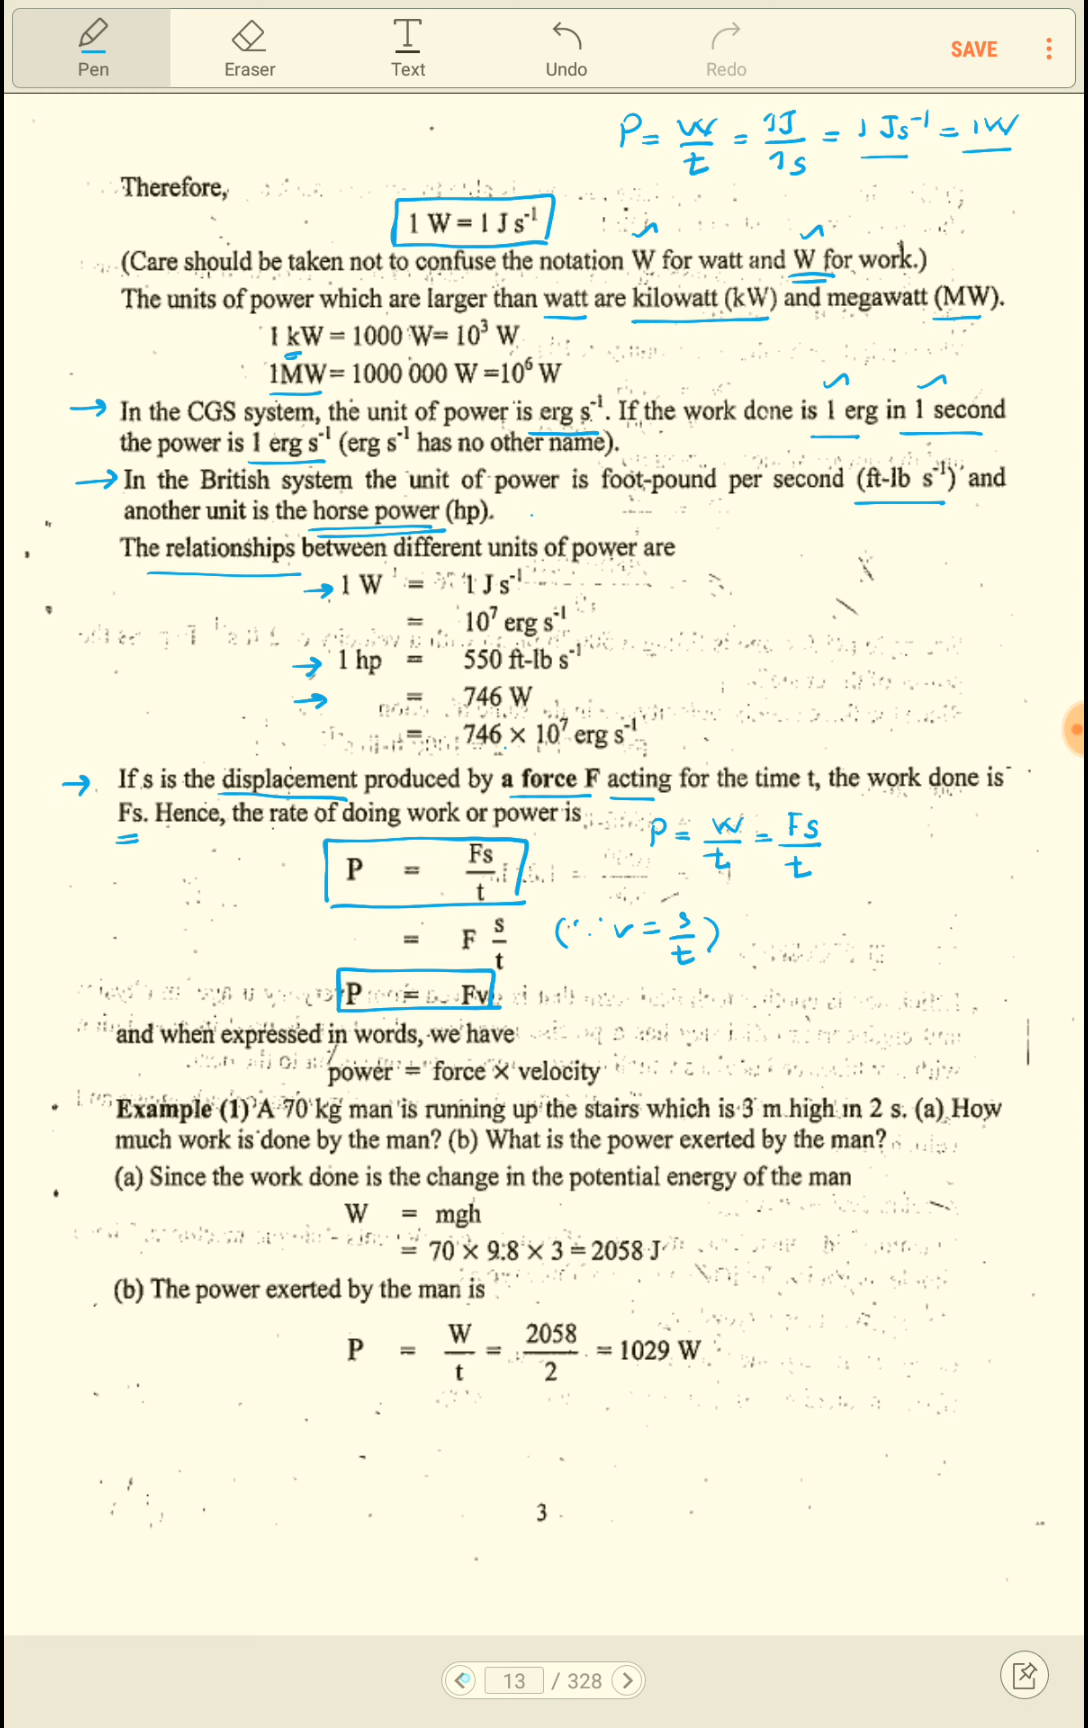 Pen Eraser Text Undo Redo SAVE
P = W/t = 1J/1s = 1 Js⁻¹ = 1W
Therefore,
1 W = 1 J s⁻¹
(Care should be taken not to confuse the notation W for watt and W for work.)
The units of power which are larger than watt are kilowatt (kW) and megawatt (MW).
1 kW = 1000 W= 10³ W
1MW= 1000 000 W =10⁶ W
In the CGS system, the unit of power is erg s⁻¹. If the work done is 1 erg in 1 second
the power is 1 erg s⁻¹ (erg s⁻¹ has no other name).
In the British system the unit of power is foot-pound per second (ft-lb s⁻¹) and
another unit is the horse power (hp).
The relationships between different units of power are
1 W = 1 J s⁻¹
= 10⁷ erg s⁻¹
1 hp = 550 ft-lb s⁻¹
= 746 W
= 746 × 10⁷ erg s⁻¹
If s is the displacement produced by a force F acting for the time t, the work done is
Fs. Hence, the rate of doing work or power is
P = W/t = Fs/t
P = Fs/t
= F s/t (∵ v = s/t)
P = Fv
and when expressed in words, we have
power = force × velocity
Example (1) A 70 kg man is running up the stairs which is 3 m high in 2 s. (a) How
much work is done by the man? (b) What is the power exerted by the man?
(a) Since the work done is the change in the potential energy of the man
W = mgh
= 70 × 9.8 × 3 = 2058 J
(b) The power exerted by the man is
P = W/t = 2058/2 = 1029 W
3
13 / 328